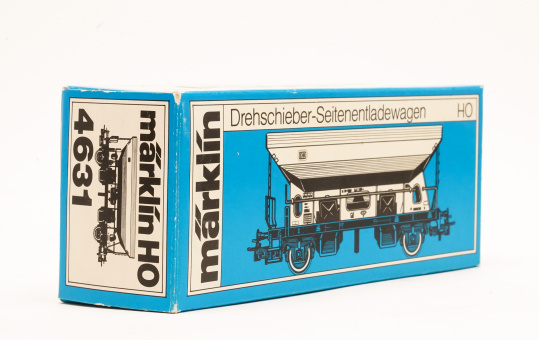 märklin HO
4631
märklin
Drehschieber-Seitenentladewagen HO